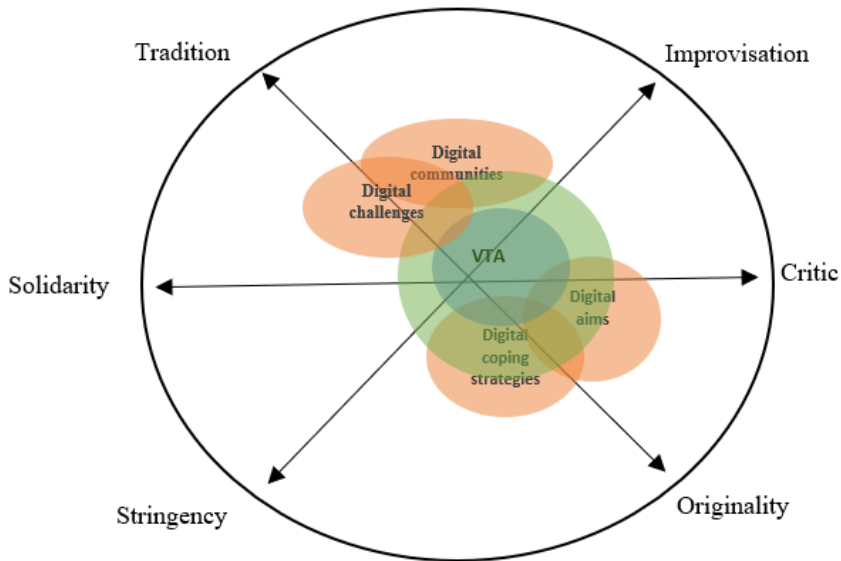 Tradition
Improvisation
Digital
communities
Digital
challenges
VTA
Solidarity
Critic
Digital
aims
Digital
coping
strategies
Stringency
Originality